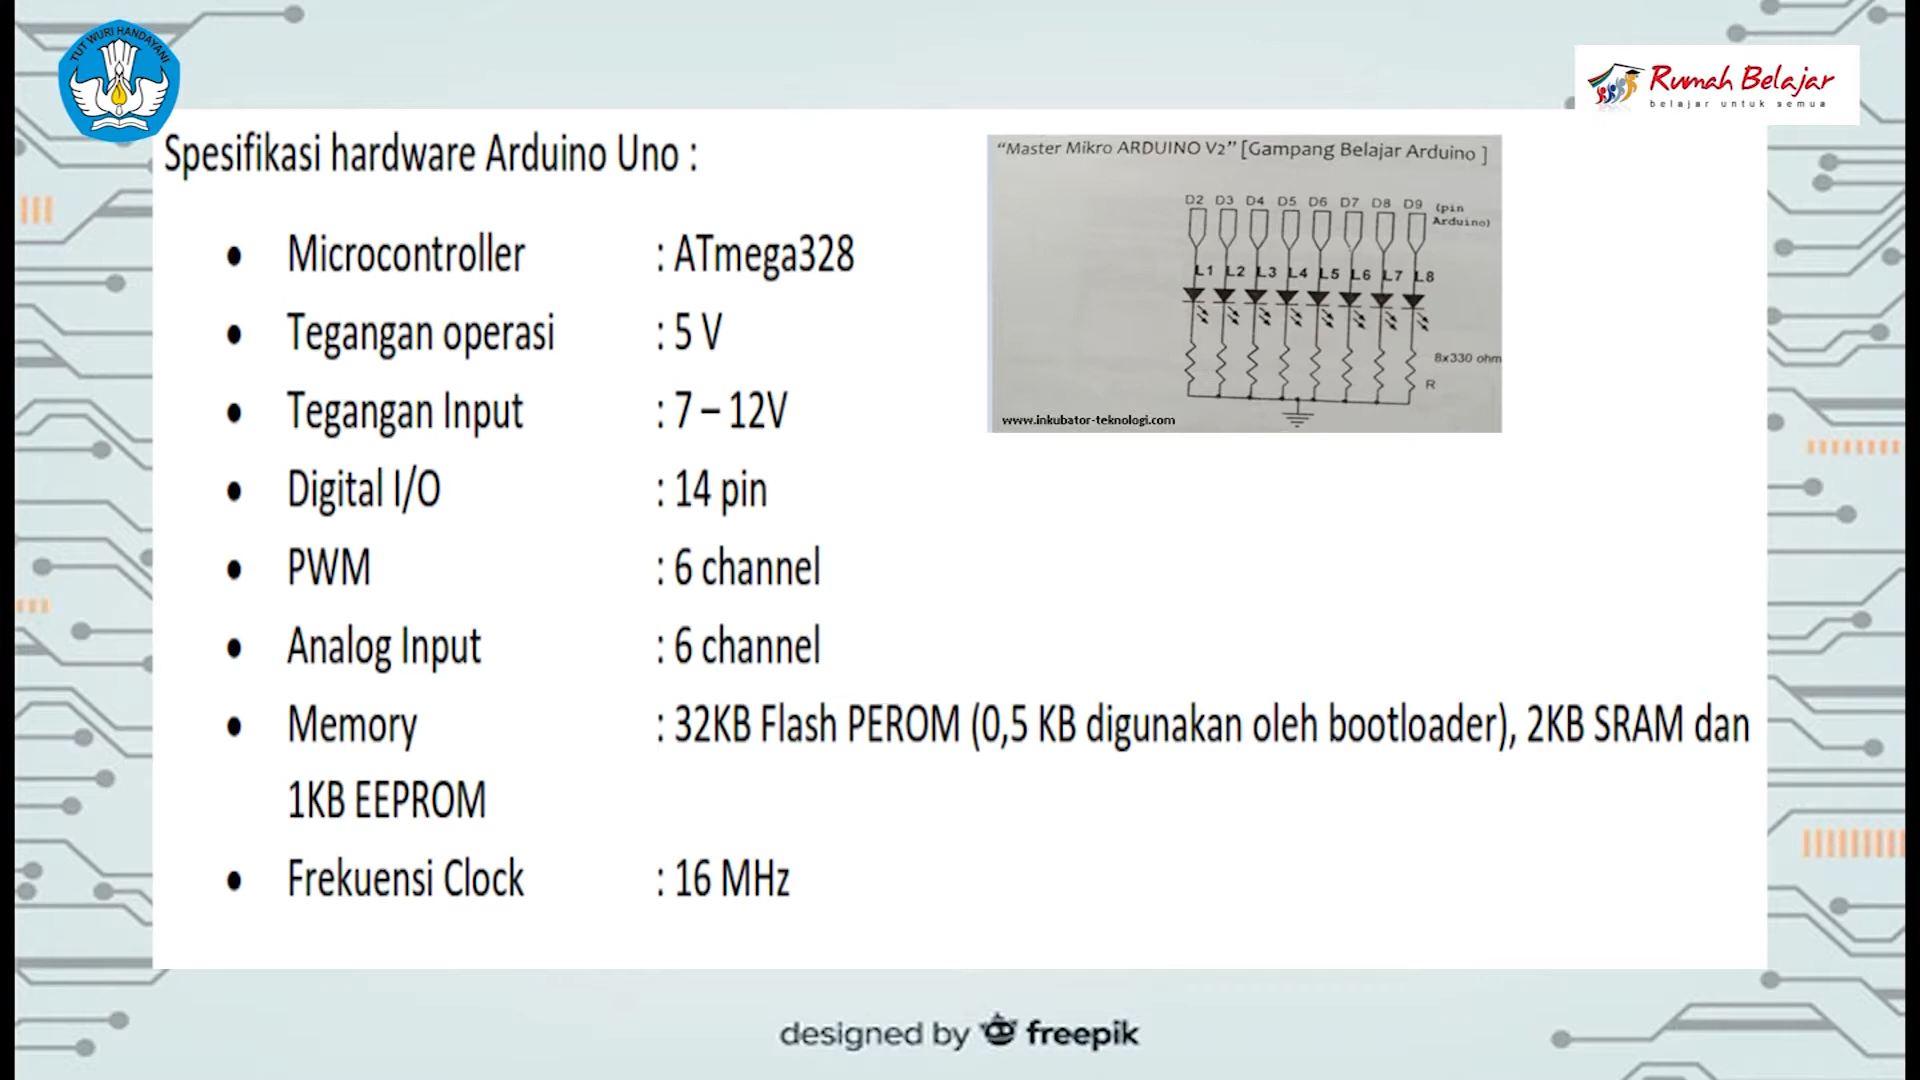 TUT WURI HANDAYANI
Rumah Belajar
belajar untuk semua
Spesifikasi hardware Arduino Uno :
• Microcontroller : ATmega328
• Tegangan operasi : 5 V
• Tegangan Input : 7 – 12V
• Digital I/O : 14 pin
• PWM : 6 channel
• Analog Input : 6 channel
• Memory : 32KB Flash PEROM (0,5 KB digunakan oleh bootloader), 2KB SRAM dan
1KB EEPROM
• Frekuensi Clock : 16 MHz
“Master Mikro ARDUINO V2” [Gampang Belajar Arduino ]
D2 D3 D4 D5 D6 D7 D8 D9 (pin
Arduino)
L1 L2 L3 L4 L5 L6 L7 L8
8x330 ohm
R
www.inkubator-teknologi.com
designed by freepik